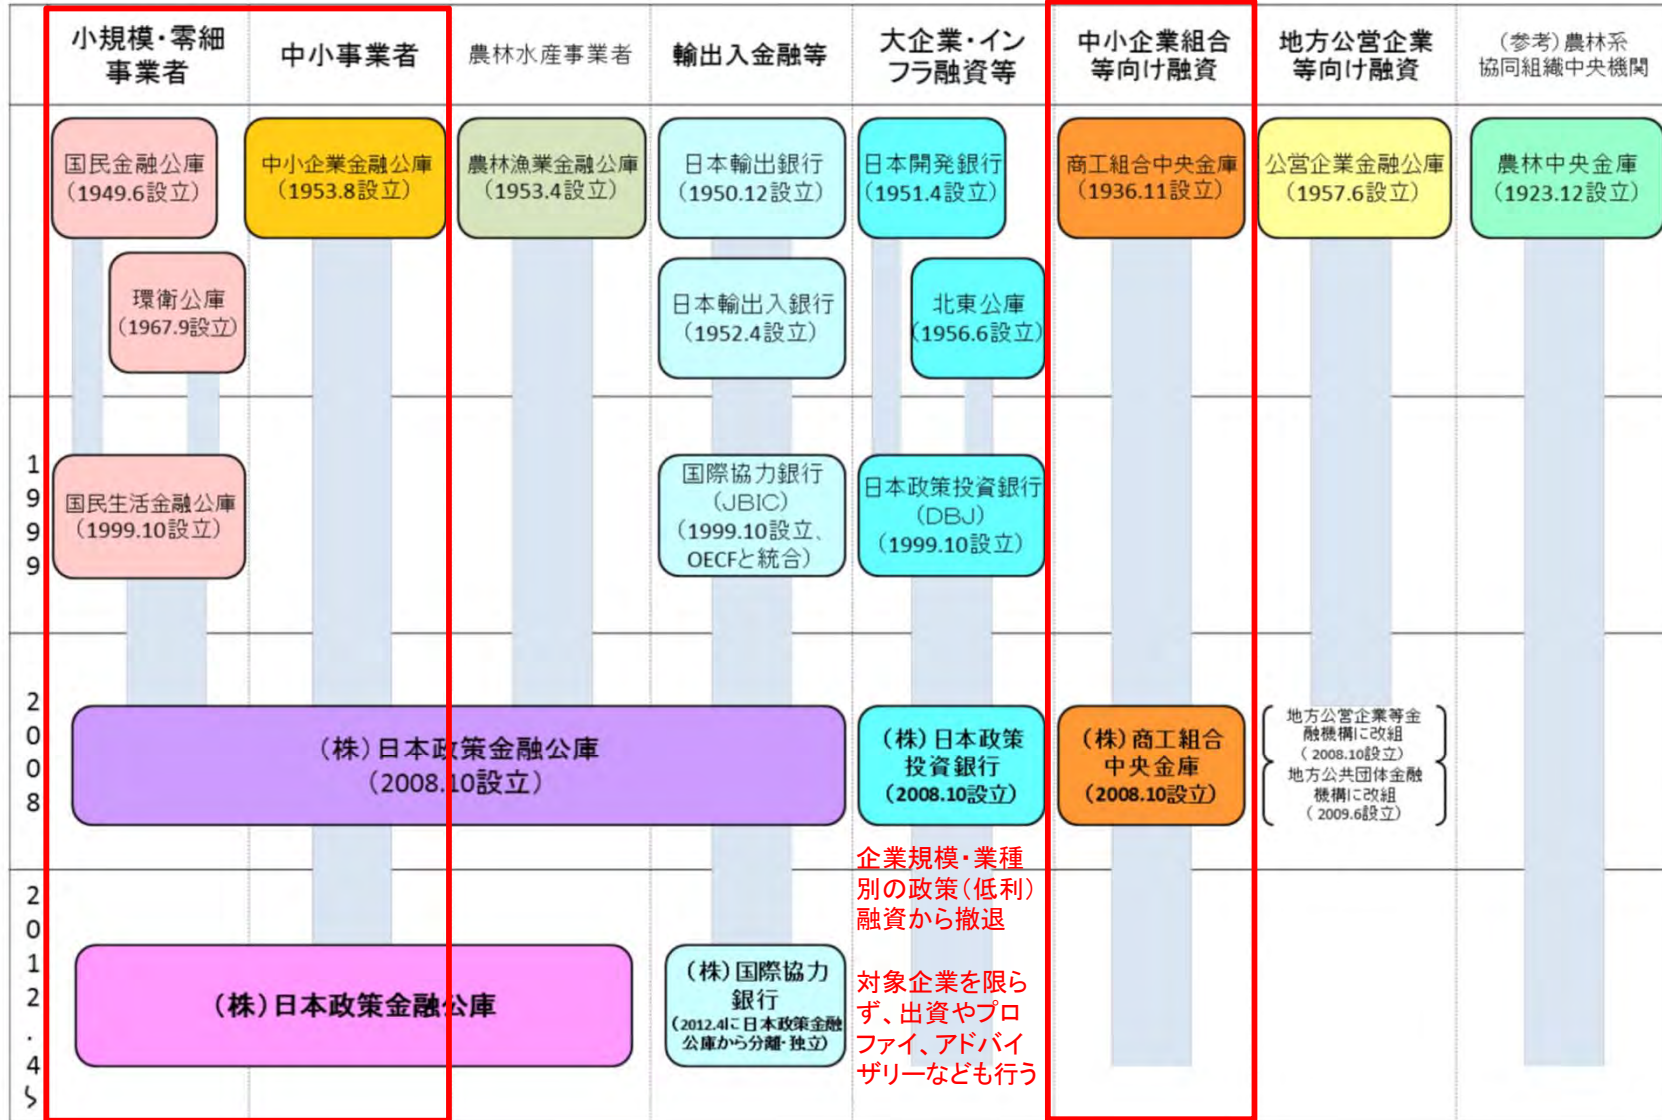 小規模・零細
事業者
中小事業者
農林水産事業者
輸出入金融等
大企業・イン
フラ融資等
中小企業組合
等向け融資
地方公営企業
等向け融資
(参考)農林系
協同組織中央機関
国民金融公庫
(1949.6設立)
中小企業金融公庫
(1953.8設立)
農林漁業金融公庫
(1953.4設立)
日本輸出銀行
(1950.12設立)
日本開発銀行
(1951.4設立)
商工組合中央金庫
(1936.11設立)
公営企業金融公庫
(1957.6設立)
農林中央金庫
(1923.12設立)
環衛公庫
(1967.9設立)
日本輸出入銀行
(1952.4設立)
北東公庫
(1956.6設立)
1
9
9
9
国民生活金融公庫
(1999.10設立)
国際協力銀行
(JBIC)
(1999.10設立、
OECFと統合)
日本政策投資銀行
(DBJ)
(1999.10設立)
2
0
0
8
(株)日本政策金融公庫
(2008.10設立)
(株)日本政策
投資銀行
(2008.10設立)
(株)商工組合
中央金庫
(2008.10設立)
地方公営企業等金
融機構に改組
(2008.10設立)
地方公共団体金融
機構に改組
(2009.6設立)
企業規模・業種
別の政策(低利)
融資から撤退
対象企業を限ら
ず、出資やプロ
ファイ、アドバイ
ザリーなども行う
2
0
1
2
.
4
~
(株)日本政策金融公庫
(株)国際協力
銀行
(2012.4に日本政策金融
公庫から分離・独立)